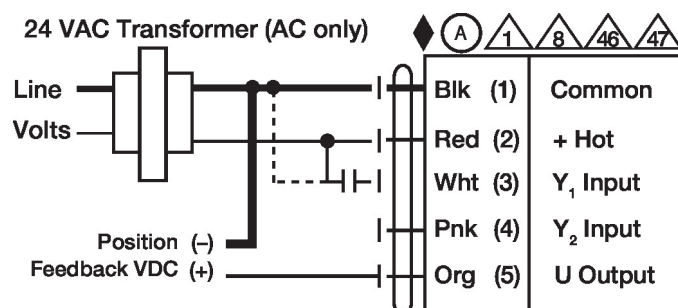 24 VAC Transformer (AC only)
A 1 8 46 47
Line
Volts
Blk (1) Common
Red (2) + Hot
Wht (3) Y₁ Input
Pnk (4) Y₂ Input
Position (–)
Feedback VDC (+)
Org (5) U Output